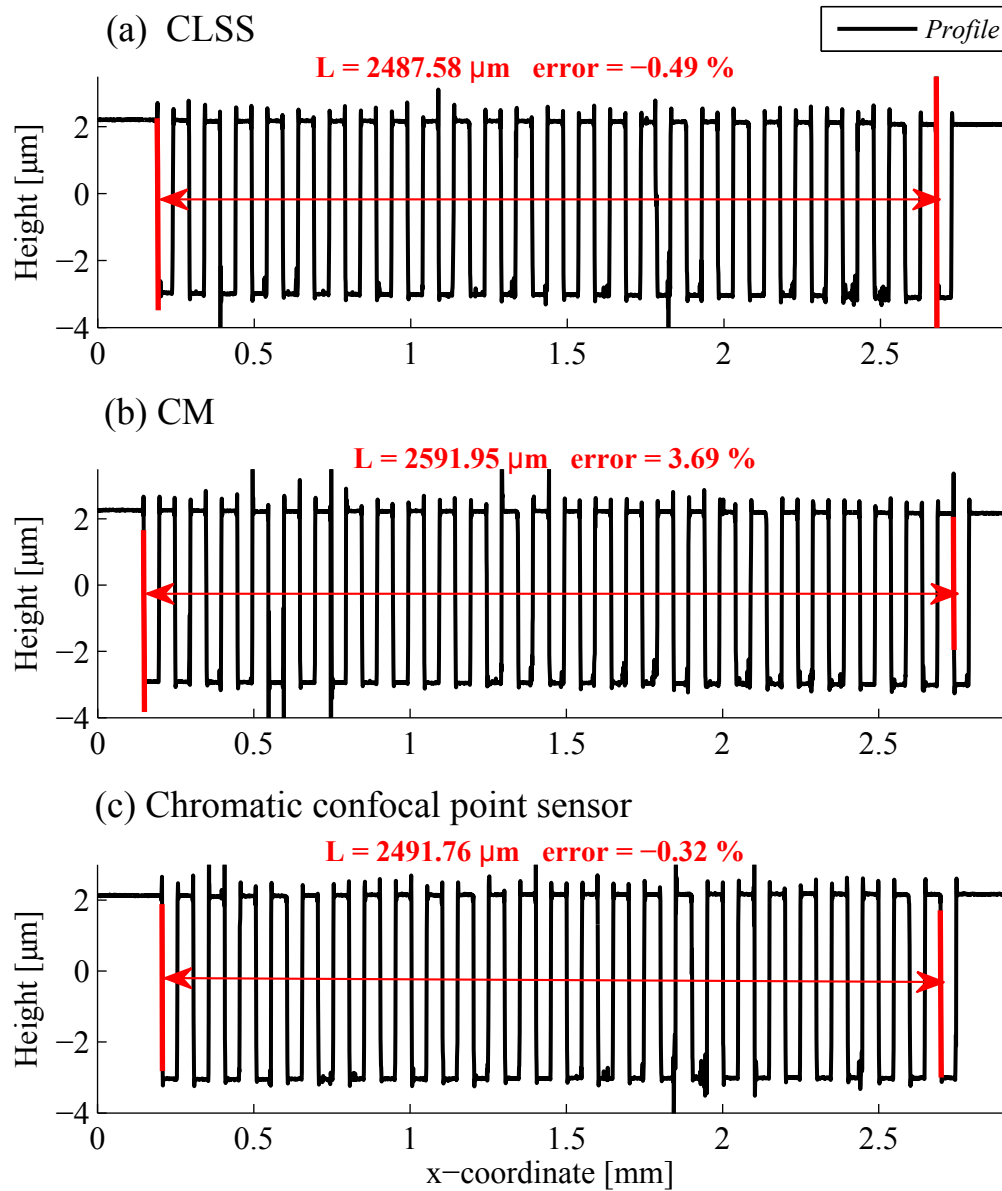 (a) CLSS
Profile
L = 2487.58 μm error = −0.49 %
Height [μm]
2
0
−2
−4
0 0.5 1 1.5 2 2.5
(b) CM
L = 2591.95 μm error = 3.69 %
Height [μm]
2
0
−2
−4
0 0.5 1 1.5 2 2.5
(c) Chromatic confocal point sensor
L = 2491.76 μm error = −0.32 %
Height [μm]
2
0
−2
−4
0 0.5 1 1.5 2 2.5
x−coordinate [mm]